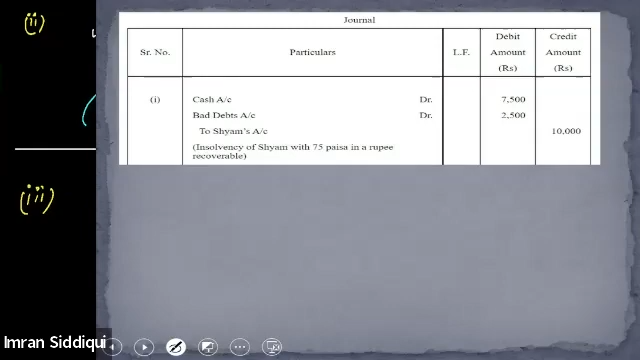 (ii)
Journal
Sr. No.
Particulars
L.F.
Debit
Amount
(Rs)
Credit
Amount
(Rs)
(i)
Cash A/c Dr. 7,500
Bad Debts A/c Dr. 2,500
To Shyam's A/c 10,000
(Insolvency of Shyam with 75 paisa in a rupee
recoverable)
(iii)
Imran Siddiqui